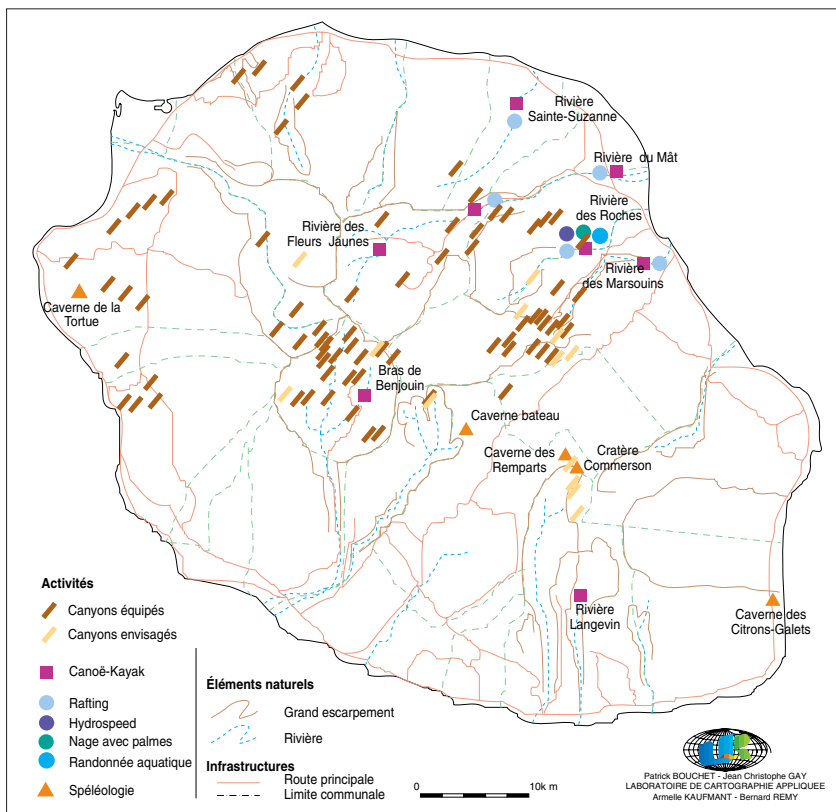 Rivière
Sainte-Suzanne
Rivière du Mât
Rivière
des Roches
Rivière des
Fleurs Jaunes
Rivière
des Marsouins
Caverne de la
Tortue
Bras de
Benjouin
Caverne bateau
Caverne des
Remparts
Cratère
Commerson
Rivière
Langevin
Caverne des
Citrons-Galets
Activités
Canyons équipés
Canyons envisagés
Canoë-Kayak
Rafting
Hydrospeed
Nage avec palmes
Randonnée aquatique
Spéléologie
Éléments naturels
Grand escarpement
Rivière
Infrastructures
Route principale
Limite communale
0 10k m
Patrick BOUCHET - Jean Christophe GAY
LABORATOIRE DE CARTOGRAPHIE APPLIQUEE
Armelle KAUFMANT - Bernard REMY